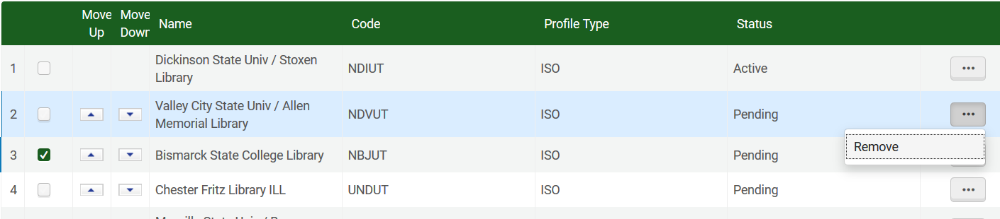 Move Up Move Down Name Code Profile Type Status
1 Dickinson State Univ / Stoxen Library NDIUT ISO Active •••
2 Valley City State Univ / Allen Memorial Library NDVUT ISO Pending •••
Remove
3 Bismarck State College Library NBJUT ISO Pending
4 Chester Fritz Library ILL UNDUT ISO Pending •••